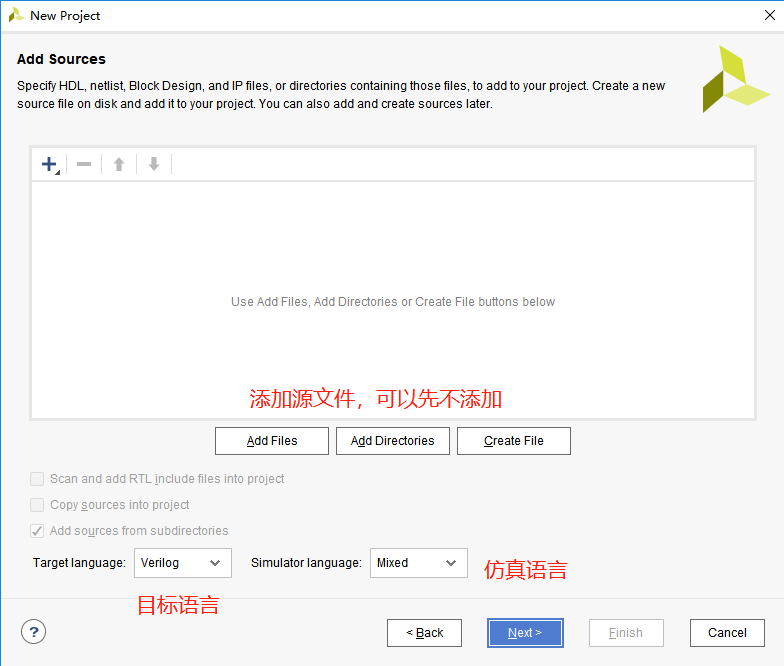 New Project
Add Sources
Specify HDL, netlist, Block Design, and IP files, or directories containing those files, to add to your project. Create a new
source file on disk and add it to your project. You can also add and create sources later.
Use Add Files, Add Directories or Create File buttons below
添加源文件，可以先不添加
Add Files Add Directories Create File
Scan and add RTL include files into project
Copy sources into project
Add sources from subdirectories
Target language: Verilog Simulator language: Mixed 仿真语言
目标语言
? < Back Next > Finish Cancel